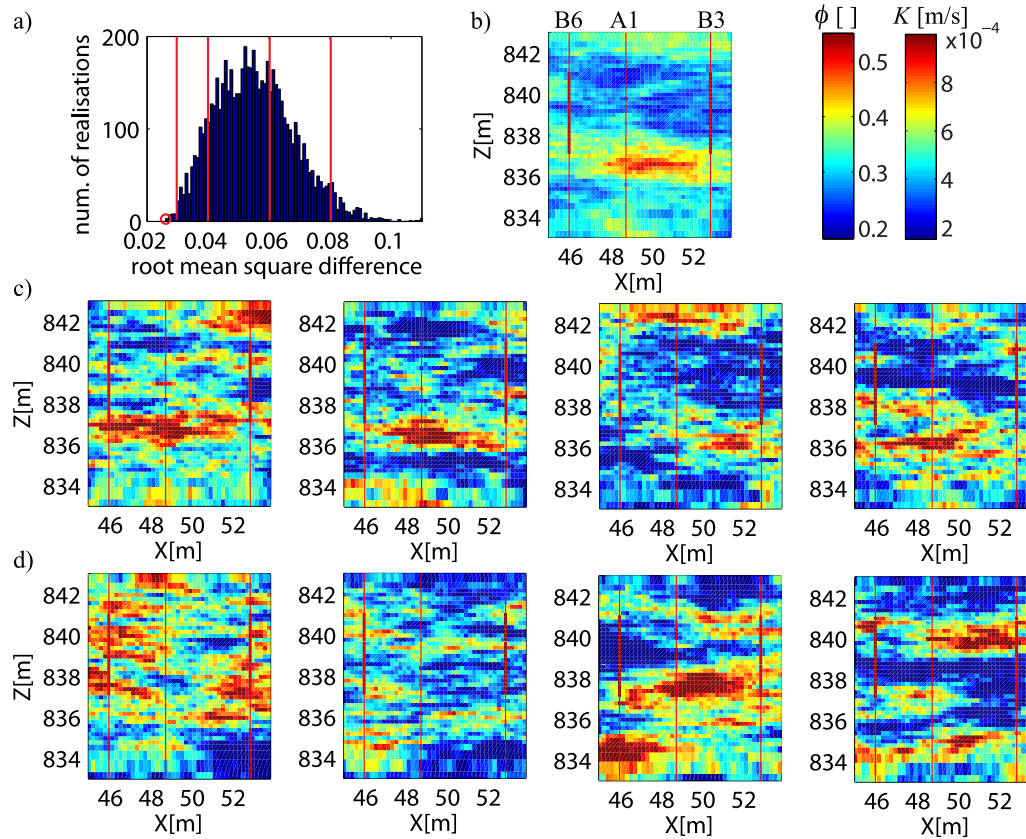 a)
200
100
0
num. of realisations
0.02 0.04 0.06 0.08 0.1
root mean square difference
b)
B6 A1 B3
842
840
838
836
834
Z[m]
46 48 50 52
X[m]
ϕ [ ]
0.5
0.4
0.3
0.2
K [m/s]
x10⁻⁴
8
6
4
2
c)
842
840
838
836
834
Z[m]
46 48 50 52
X[m]
842
840
838
836
834
46 48 50 52
X[m]
842
840
838
836
834
46 48 50 52
X[m]
842
840
838
836
834
46 48 50 52
X[m]
d)
842
840
838
836
834
Z[m]
46 48 50 52
X[m]
842
840
838
836
834
46 48 50 52
X[m]
842
840
838
836
834
46 48 50 52
X[m]
842
840
838
836
834
46 48 50 52
X[m]